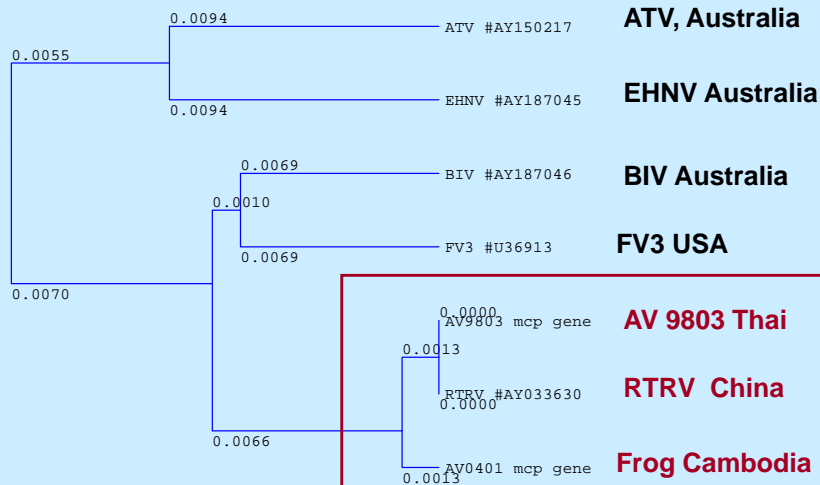 0.0094
ATV #AY150217 ATV, Australia
0.0055
0.0094
EHNV #AY187045 EHNV Australia
0.0069
BIV #AY187046 BIV Australia
0.0010
0.0069
FV3 #U36913 FV3 USA
0.0070
0.0000
AV9803 mcp gene AV 9803 Thai
0.0013
RTRV #AY033630 RTRV China
0.0000
0.0066
AV0401 mcp gene Frog Cambodia
0.0013